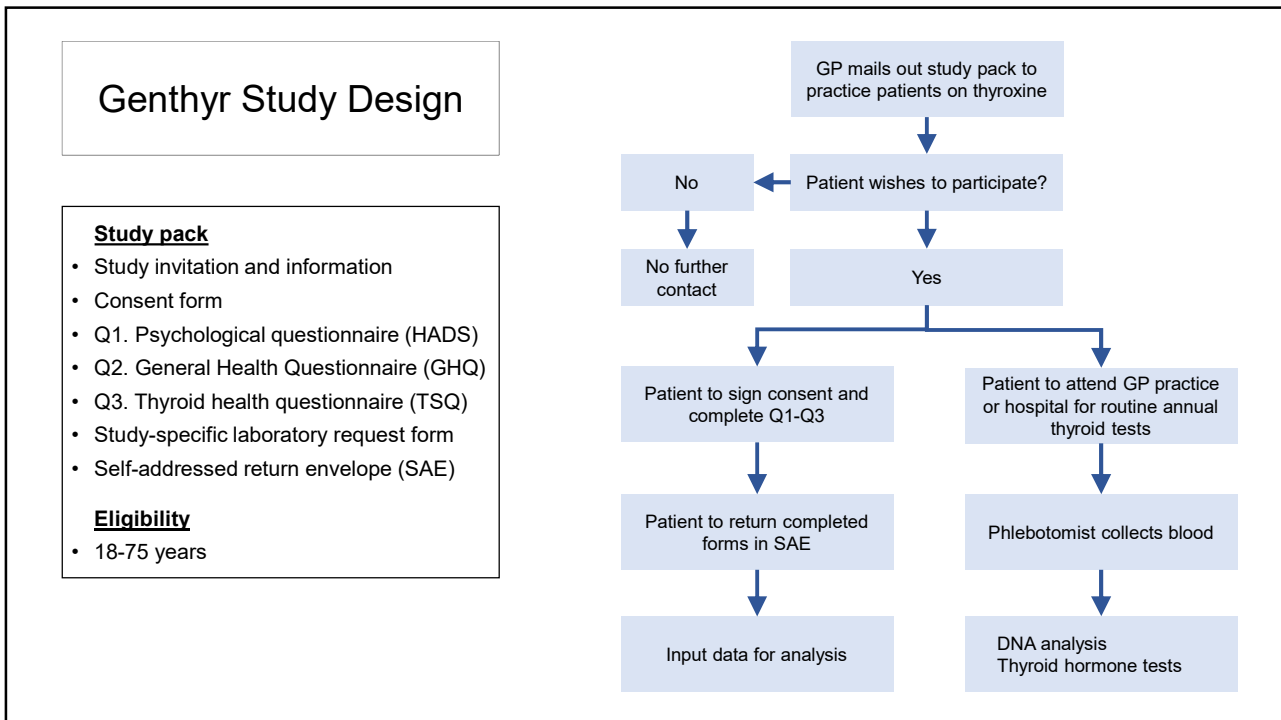 Genthyr Study Design
Study pack
• Study invitation and information
• Consent form
• Q1. Psychological questionnaire (HADS)
• Q2. General Health Questionnaire (GHQ)
• Q3. Thyroid health questionnaire (TSQ)
• Study-specific laboratory request form
• Self-addressed return envelope (SAE)
Eligibility
• 18-75 years
GP mails out study pack to
practice patients on thyroxine
No
Patient wishes to participate?
No further
contact
Yes
Patient to sign consent and
complete Q1-Q3
Patient to attend GP practice
or hospital for routine annual
thyroid tests
Patient to return completed
forms in SAE
Phlebotomist collects blood
Input data for analysis
DNA analysis
Thyroid hormone tests